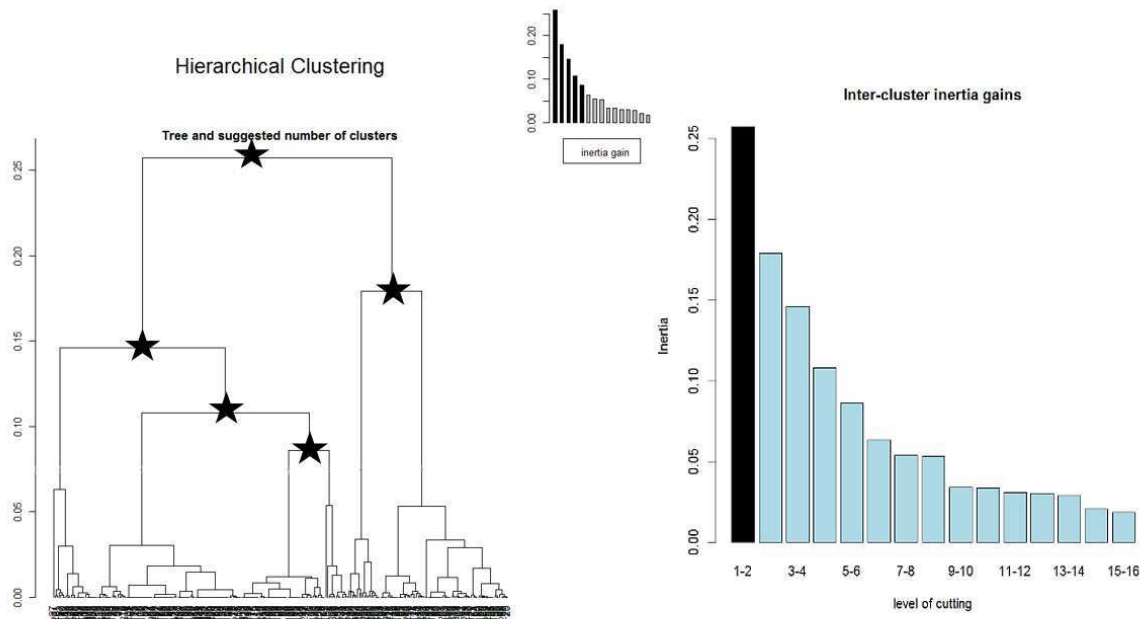 Hierarchical Clustering
Tree and suggested number of clusters
0.25
0.20
0.15
0.10
0.05
0.00
0.20
0.10
0.00
inertia gain
Inter-cluster inertia gains
Inertia
0.25
0.20
0.15
0.10
0.05
0.00
1-2 3-4 5-6 7-8 9-10 11-12 13-14 15-16
level of cutting